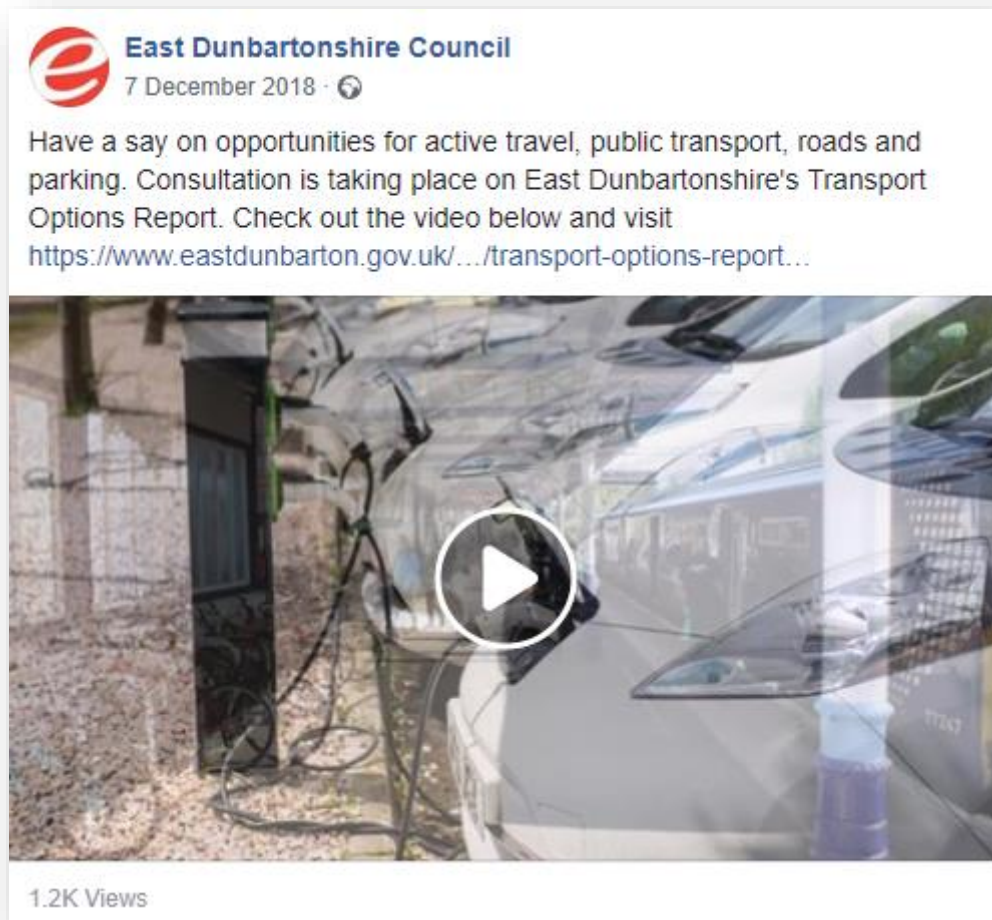 East Dunbartonshire Council
7 December 2018 ·
Have a say on opportunities for active travel, public transport, roads and
parking. Consultation is taking place on East Dunbartonshire's Transport
Options Report. Check out the video below and visit
https://www.eastdunbarton.gov.uk/…/transport-options-report…
1.2K Views